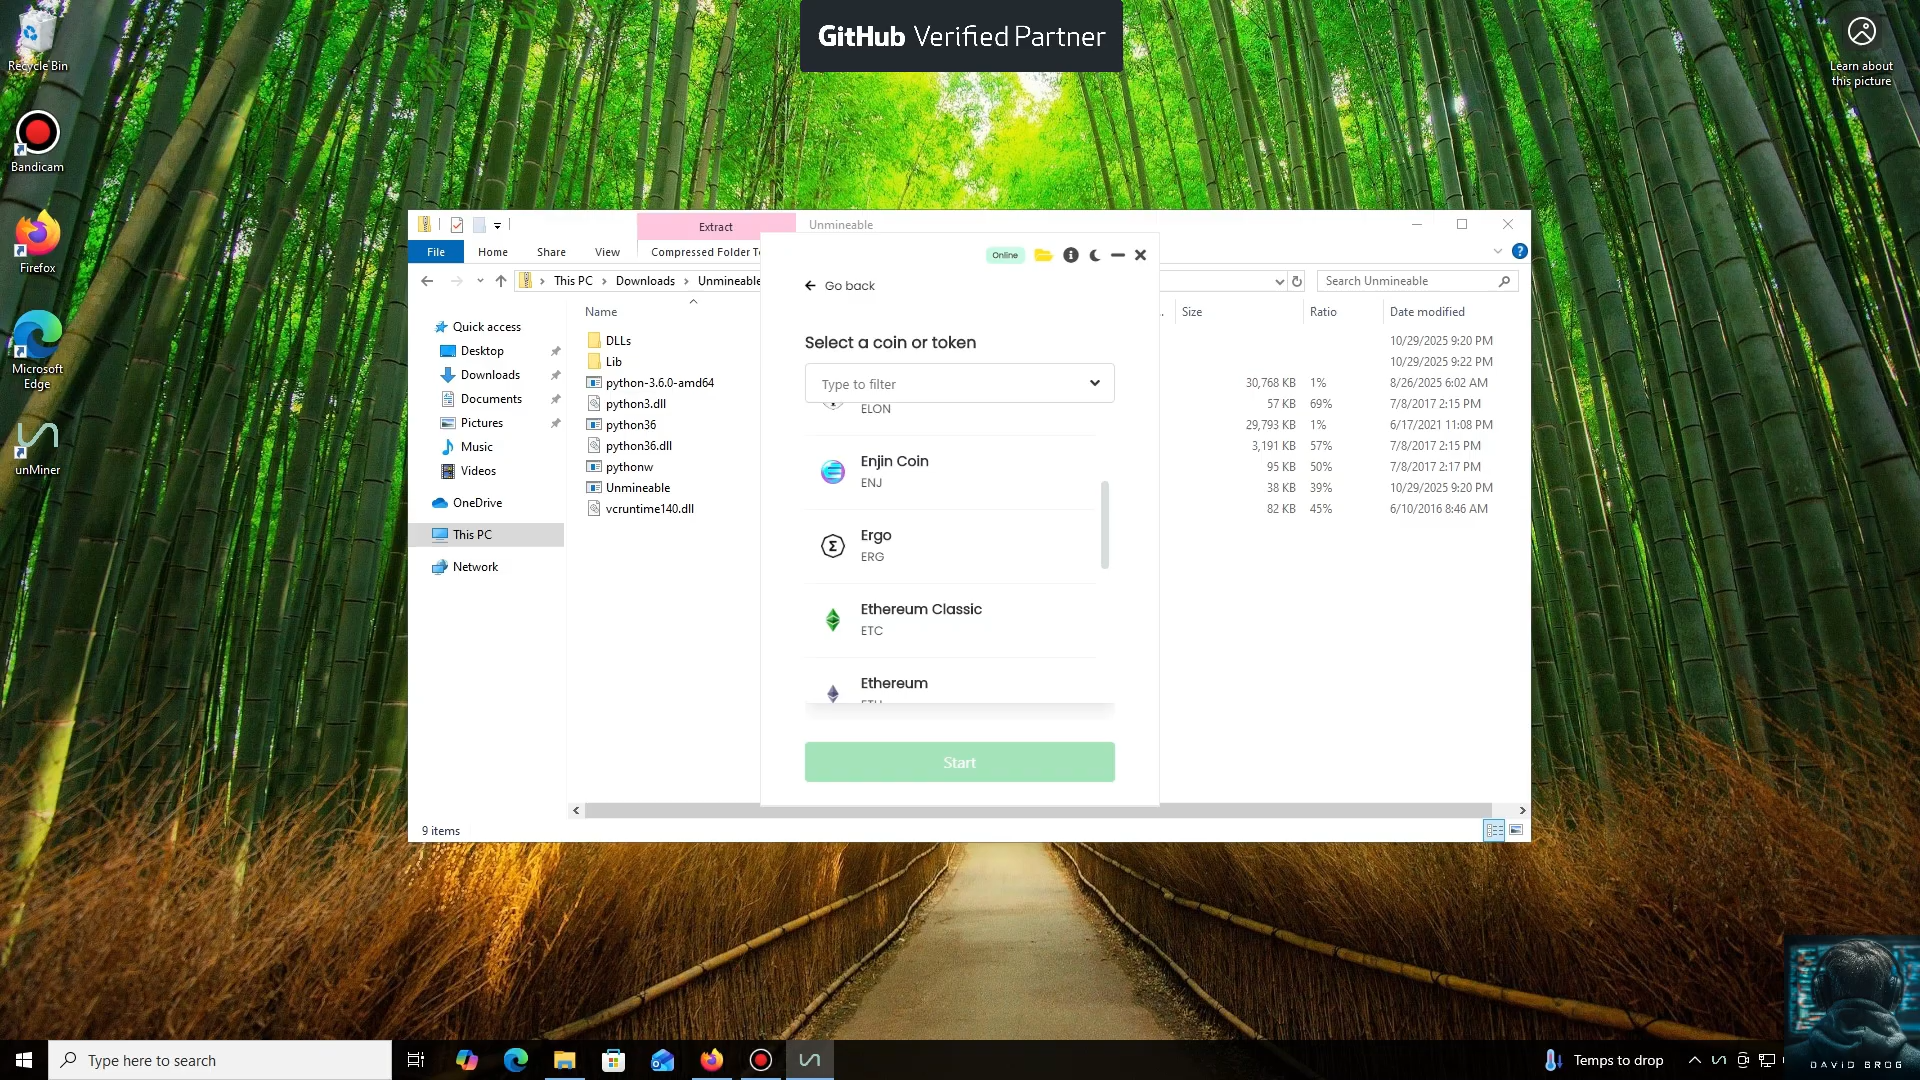 GitHub Verified Partner
Recycle Bin
Learn about
this picture
Bandicam
Firefox
Microsoft
Edge
unMiner
Extract
Unmineable
File
Home
Share
View
Compressed Folder To
This PC
Downloads
Unmineable
Search Unmineable
Name
Size
Ratio
Date modified
Quick access
Desktop
Downloads
Documents
Pictures
Music
Videos
OneDrive
This PC
Network
DLLs 10/29/2025 9:20 PM
Lib 10/29/2025 9:22 PM
python-3.6.0-amd64 30,768 KB 1% 8/26/2025 6:02 AM
python3.dll 57 KB 69% 7/8/2017 2:15 PM
python36 29,793 KB 1% 6/17/2021 11:08 PM
python36.dll 3,191 KB 57% 7/8/2017 2:15 PM
pythonw 95 KB 50% 7/8/2017 2:17 PM
Unmineable 38 KB 39% 10/29/2025 9:20 PM
vcruntime140.dll 82 KB 45% 6/10/2016 8:46 AM
Online
Go back
Select a coin or token
Type to filter
ELON
Enjin Coin
ENJ
Ergo
ERG
Ethereum Classic
ETC
Ethereum
ETH
Start
9 items
Type here to search
Temps to drop
DAVID BROG